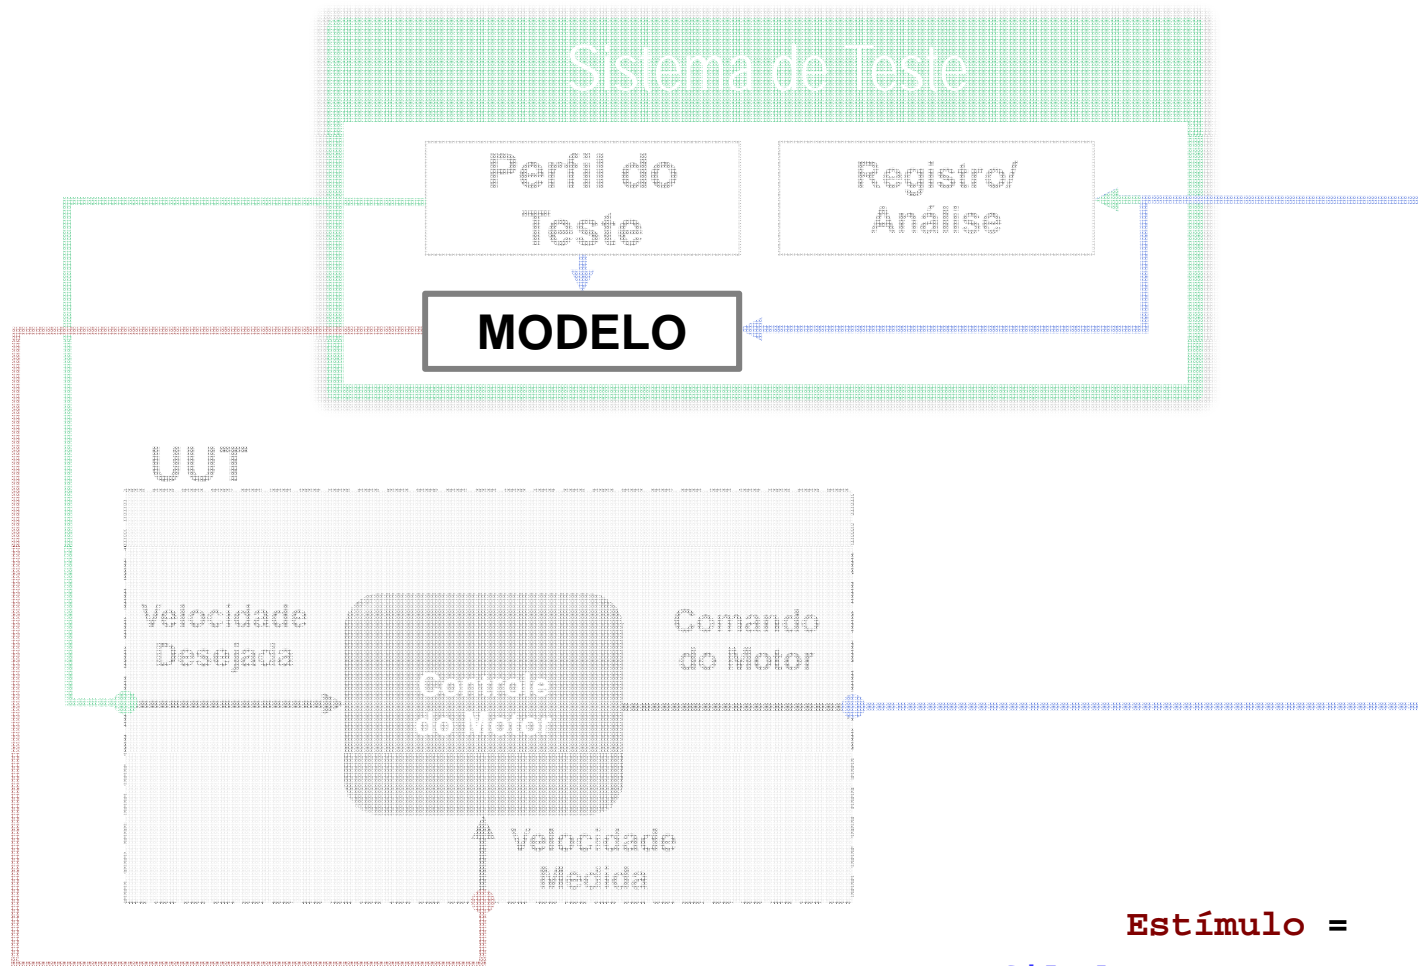 Sistema de Teste
Perfil do
Teste
Registro/
Análise
MODELO
UUT
Velocidade
Desejada
Comando
do Motor
Controle
do Motor
Velocidade
Medida
Estímulo =